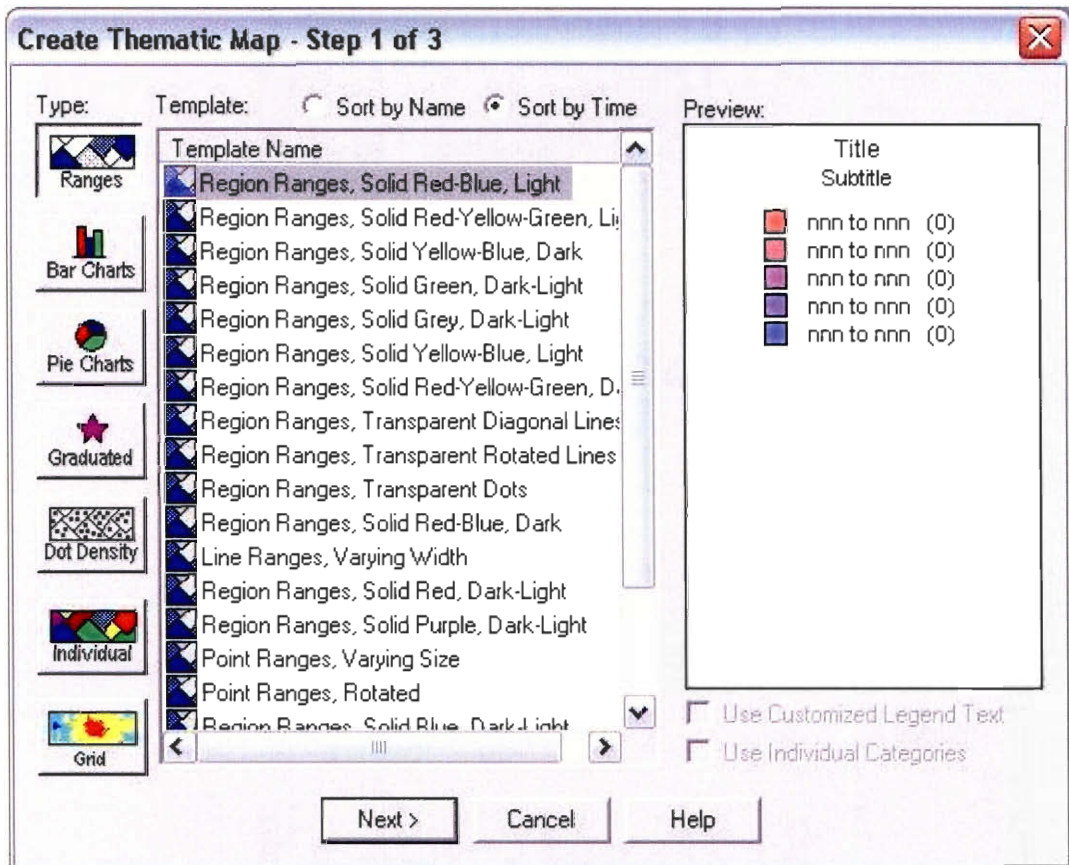 Create Thematic Map - Step 1 of 3
Type:
Ranges
Bar Charts
Pie Charts
Graduated
Dot Density
Individual
Grid
Template:
Sort by Name
Sort by Time
Template Name
Region Ranges, Solid Red-Blue, Light
Region Ranges, Solid Red-Yellow-Green, Li
Region Ranges, Solid Yellow-Blue, Dark
Region Ranges, Solid Green, Dark-Light
Region Ranges, Solid Grey, Dark-Light
Region Ranges, Solid Yellow-Blue, Light
Region Ranges, Solid Red-Yellow-Green, D
Region Ranges, Transparent Diagonal Lines
Region Ranges, Transparent Rotated Lines
Region Ranges, Transparent Dots
Region Ranges, Solid Red-Blue, Dark
Line Ranges, Varying Width
Region Ranges, Solid Red, Dark-Light
Region Ranges, Solid Purple, Dark-Light
Point Ranges, Varying Size
Point Ranges, Rotated
Region Ranges, Solid Blue, Dark-Light
Preview:
Title
Subtitle
nnn to nnn (0)
nnn to nnn (0)
nnn to nnn (0)
nnn to nnn (0)
nnn to nnn (0)
Use Customized Legend Text
Use Individual Categories
Next >
Cancel
Help